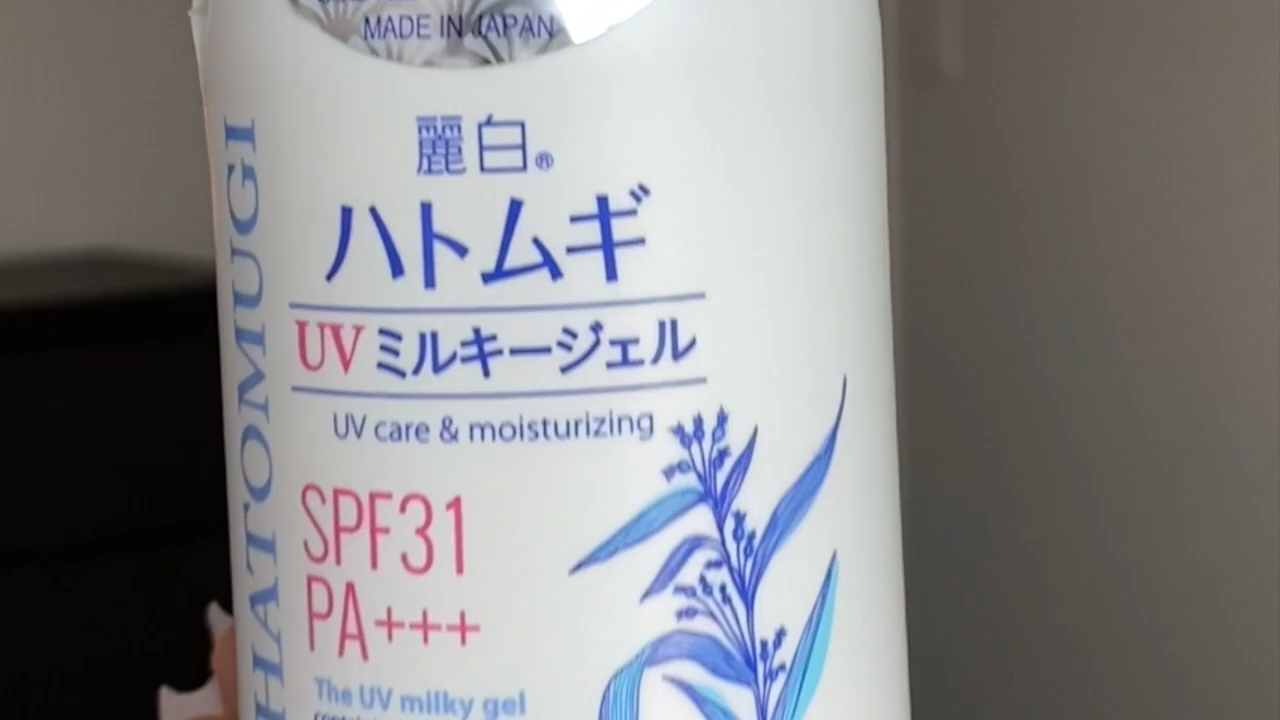 MADE IN JAPAN
麗白®
ハトムギ
UVミルキージェル
UV care & moisturizing
SPF31
PA+++
The UV milky gel
HATOMUGI